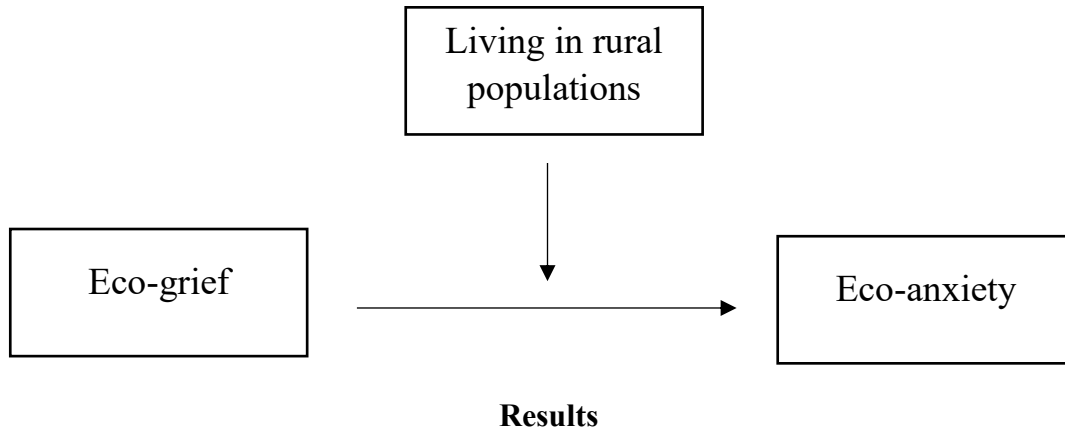 Living in rural
populations
Eco-grief
Eco-anxiety
Results